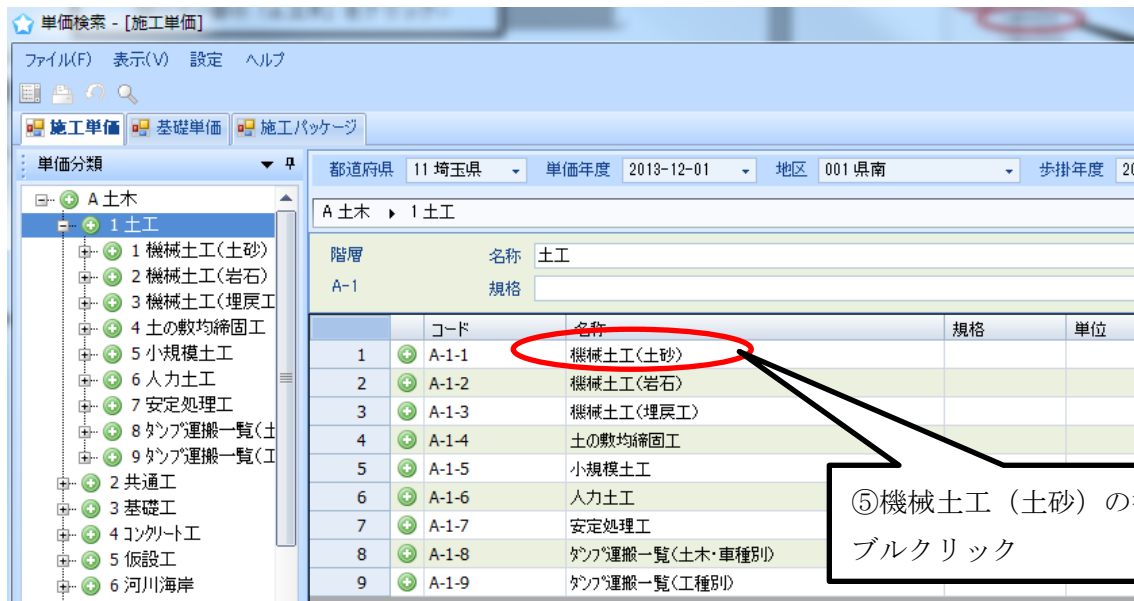 単価検索 - [施工単価]
ファイル(F) 表示(V) 設定 ヘルプ
施工単価 基礎単価 施工パッケージ
単価分類
都道府県 11 埼玉県 単価年度 2013-12-01 地区 001 県南 歩掛年度
A 土木
1 土工
1 機械土工(土砂)
2 機械土工(岩石)
3 機械土工(埋戻工
4 土の敷均締固工
5 小規模土工
6 人力土工
7 安定処理工
8 ダンプ運搬一覧(土
9 ダンプ運搬一覧(工
2 共通工
3 基礎工
4 コンクリート工
5 仮設工
6 河川海岸
A 土木 ▶ 1 土工
階層 名称 土工
A-1 規格
コード 名称 規格 単位
1 A-1-1 機械土工(土砂)
2 A-1-2 機械土工(岩石)
3 A-1-3 機械土工(埋戻工)
4 A-1-4 土の敷均締固工
5 A-1-5 小規模土工
6 A-1-6 人力土工
7 A-1-7 安定処理工
8 A-1-8 ダンプ運搬一覧(土木・車種別)
9 A-1-9 ダンプ運搬一覧(工種別)
⑤機械土工（土砂）の
ブルクリック